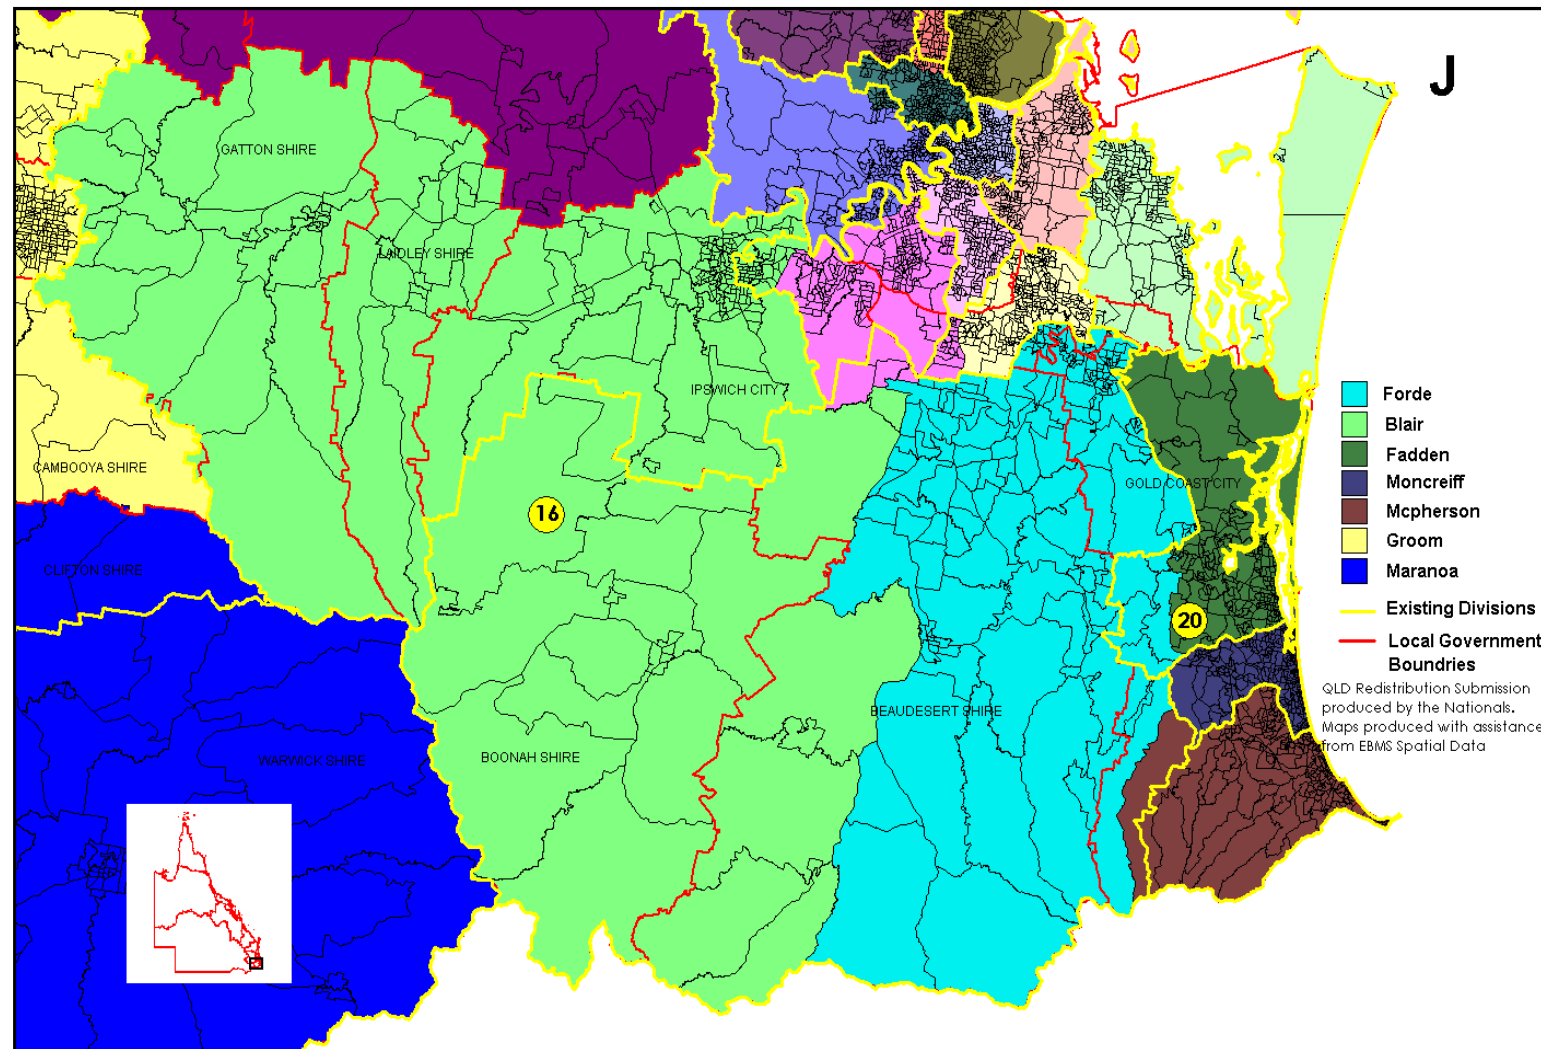 J
GATTON SHIRE
LAIDLEY SHIRE
IPSWICH CITY
CAMBOOYA SHIRE
GOLD COAST CITY
16
CLIFTON SHIRE
20
BEAUDESERT SHIRE
WARWICK SHIRE
BOONAH SHIRE
Forde
Blair
Fadden
Moncreiff
Mcpherson
Groom
Maranoa
Existing Divisions
Local Government
Boundries
QLD Redistribution Submission
produced by the Nationals.
Maps produced with assistance
from EBMS Spatial Data